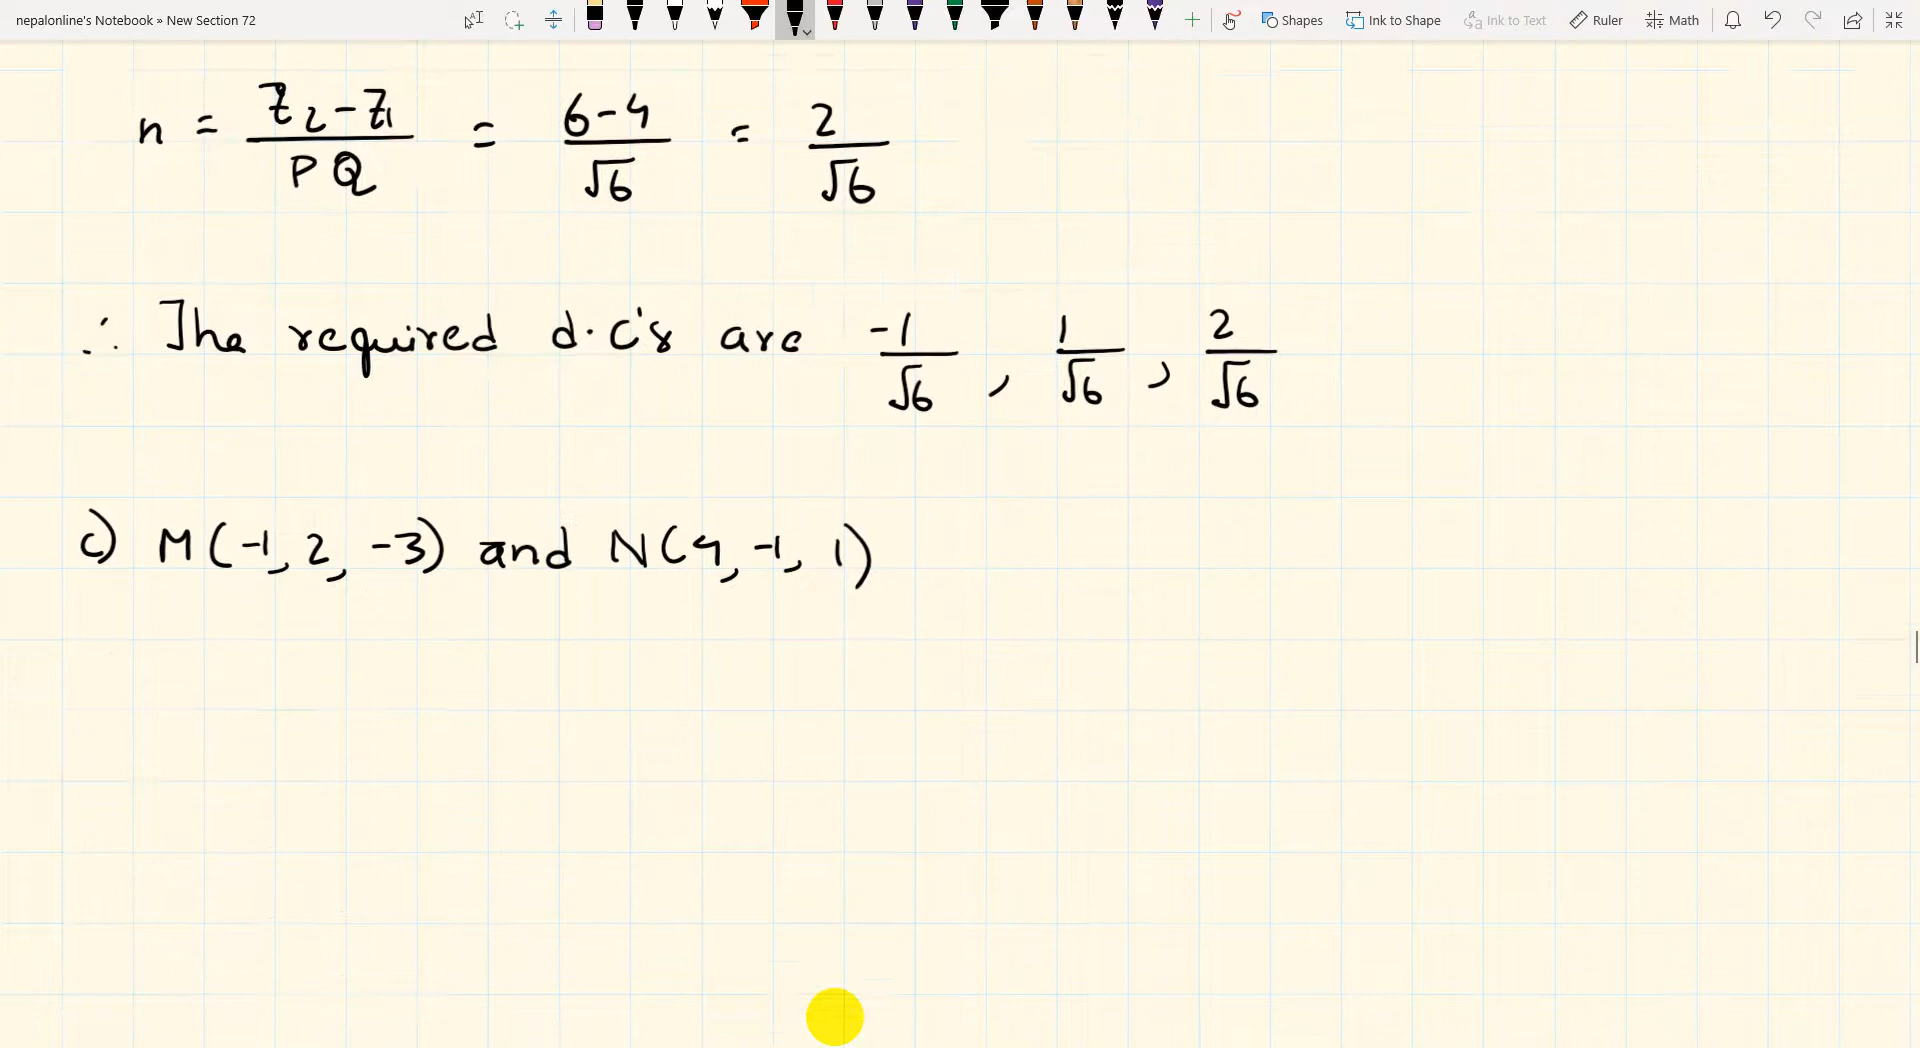 nepalonline's Notebook » New Section 72
Shapes Ink to Shape Ink to Text Ruler Math
n = z₂-z₁/PQ = 6-4/√6 = 2/√6
∴ The required d.c's are -1/√6, 1/√6, 2/√6
c) M(-1, 2, -3) and N(4, -1, 1)